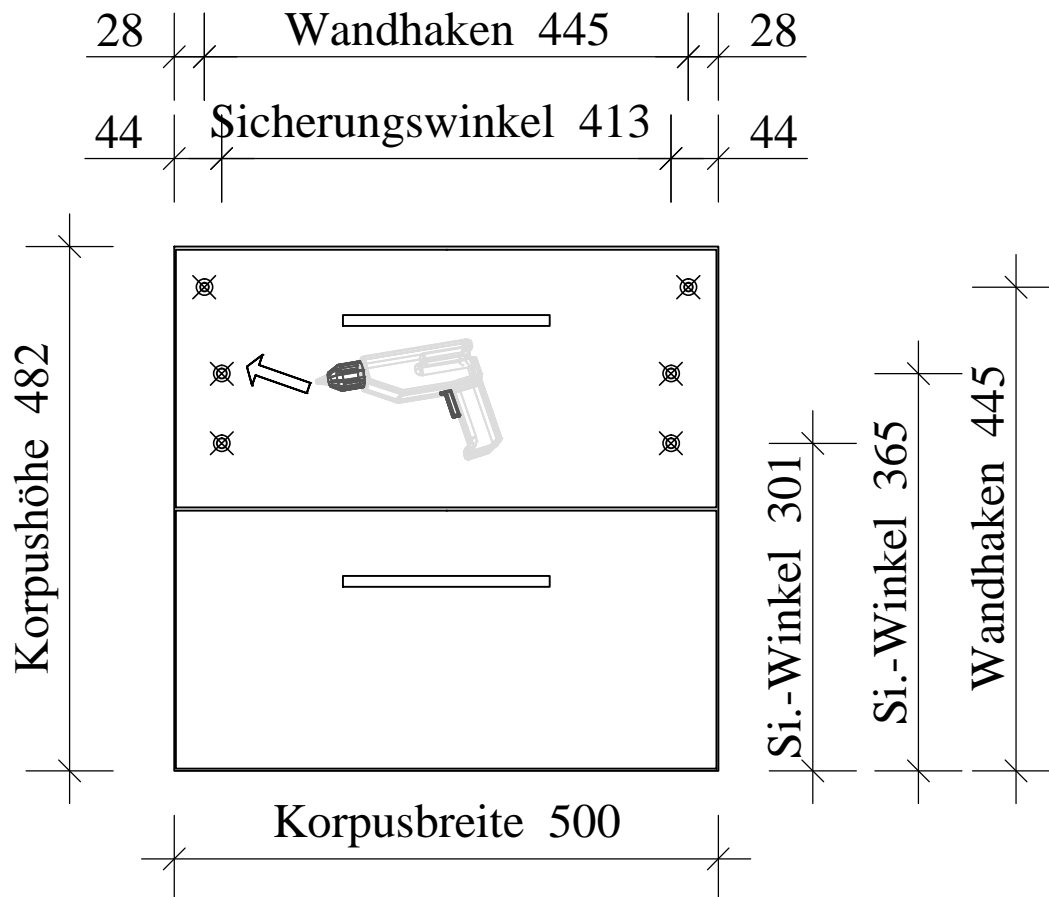 28 Wandhaken 445 28
44 Sicherungswinkel 413 44
Korpushöhe 482
Si.-Winkel 301
Si.-Winkel 365
Wandhaken 445
Korpusbreite 500